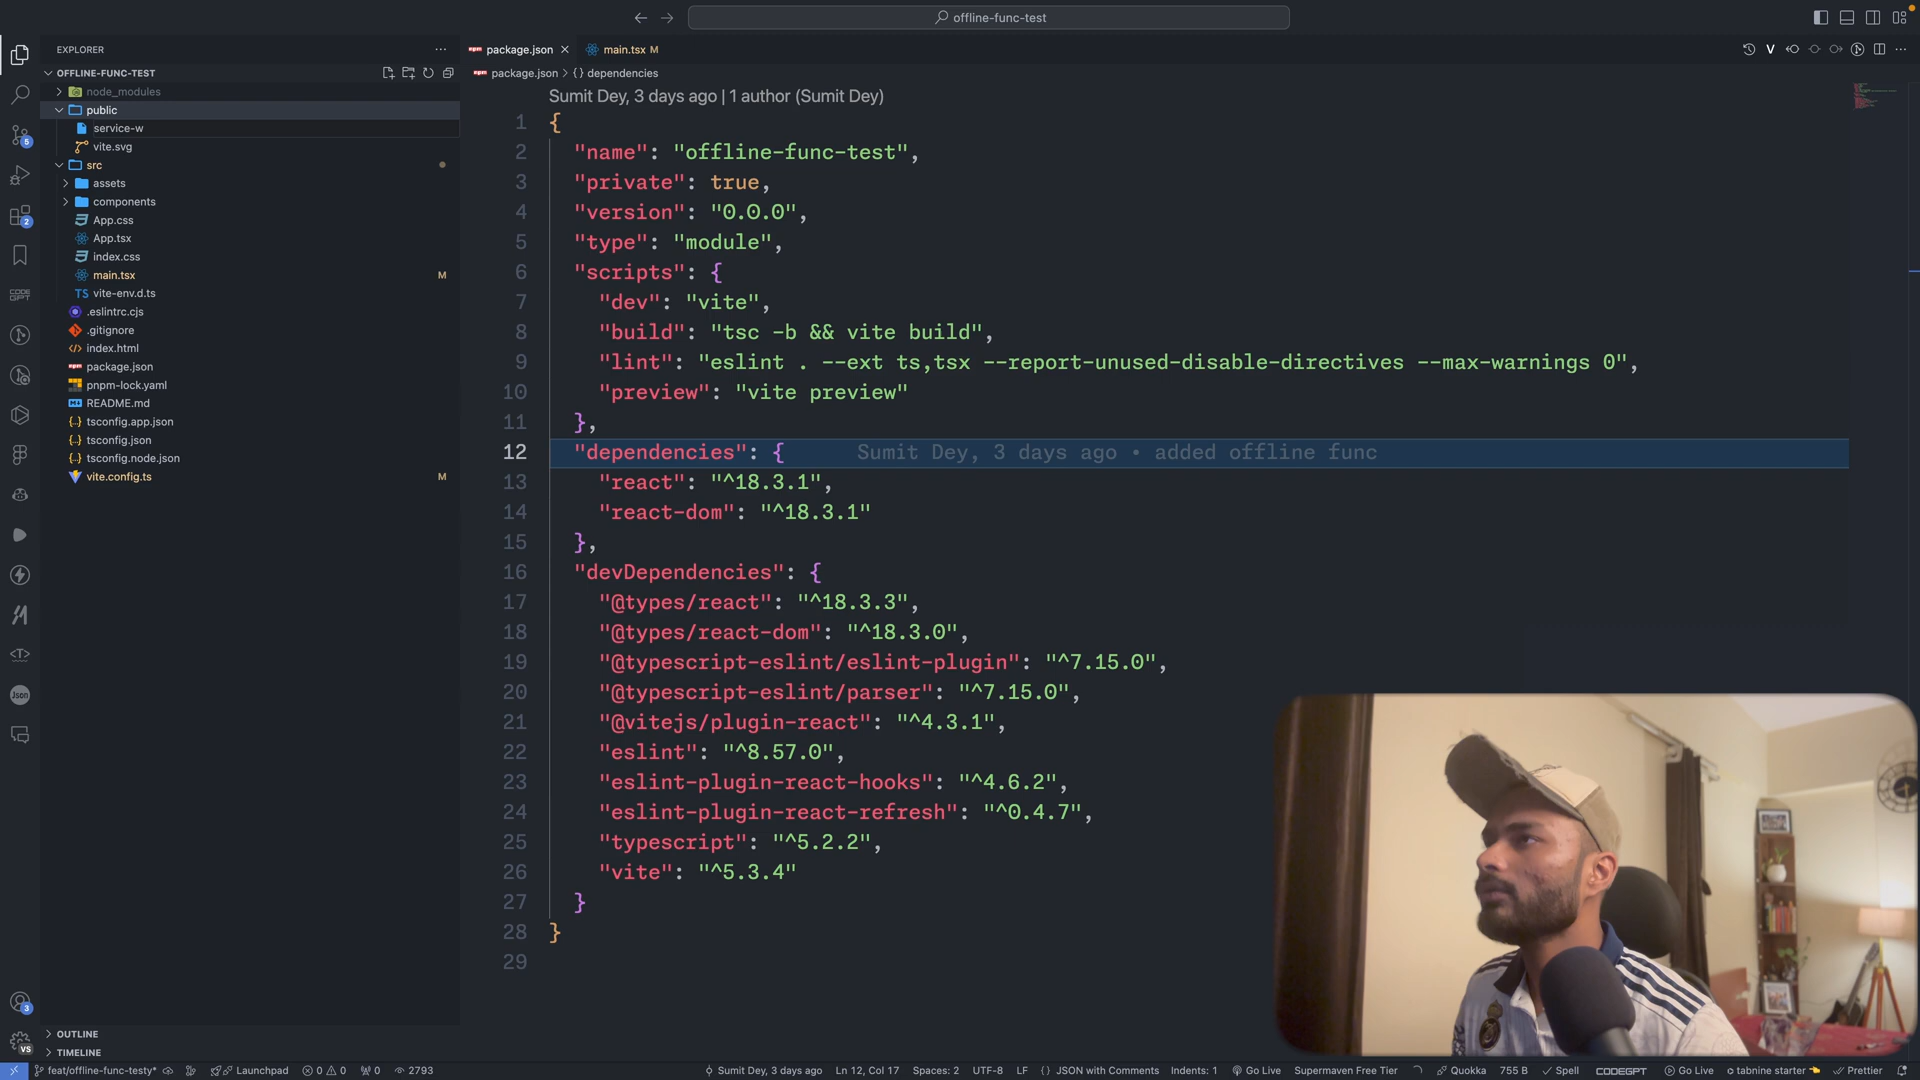 offline-func-test
EXPLORER
package.json
main.tsx M
OFFLINE-FUNC-TEST
package.json > {} dependencies
node_modules
public
service-w
vite.svg
src
assets
components
App.css
App.tsx
index.css
main.tsx M
TS vite-env.d.ts
.eslintrc.cjs
.gitignore
index.html
package.json
pnpm-lock.yaml
README.md
tsconfig.app.json
tsconfig.json
tsconfig.node.json
vite.config.ts M
OUTLINE
TIMELINE
Sumit Dey, 3 days ago | 1 author (Sumit Dey)
1 {
2 "name": "offline-func-test",
3 "private": true,
4 "version": "0.0.0",
5 "type": "module",
6 "scripts": {
7 "dev": "vite",
8 "build": "tsc -b && vite build",
9 "lint": "eslint . --ext ts,tsx --report-unused-disable-directives --max-warnings 0",
10 "preview": "vite preview"
11 },
12 "dependencies": { Sumit Dey, 3 days ago • added offline func
13 "react": "^18.3.1",
14 "react-dom": "^18.3.1"
15 },
16 "devDependencies": {
17 "@types/react": "^18.3.3",
18 "@types/react-dom": "^18.3.0",
19 "@typescript-eslint/eslint-plugin": "^7.15.0",
20 "@typescript-eslint/parser": "^7.15.0",
21 "@vitejs/plugin-react": "^4.3.1",
22 "eslint": "^8.57.0",
23 "eslint-plugin-react-hooks": "^4.6.2",
24 "eslint-plugin-react-refresh": "^0.4.7",
25 "typescript": "^5.2.2",
26 "vite": "^5.3.4"
27 }
28 }
29
feat/offline-func-testy* Launchpad 0 0 0 2793 Sumit Dey, 3 days ago Ln 12, Col 17 Spaces: 2 UTF-8 LF {} JSON with Comments Indents: 1 Go Live Supermaven Free Tier Quokka 755 B Spell CODEGPT Go Live tabnine starter Prettier